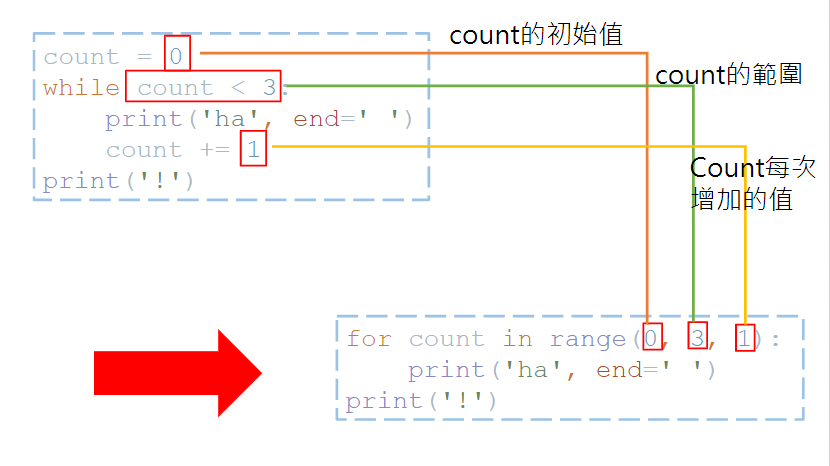 count的初始值
count = 0
count的範圍
while count < 3:
    print('ha', end=' ')
    count += 1
Count每次
增加的值
print('!')
for count in range(0, 3, 1):
    print('ha', end=' ')
print('!')